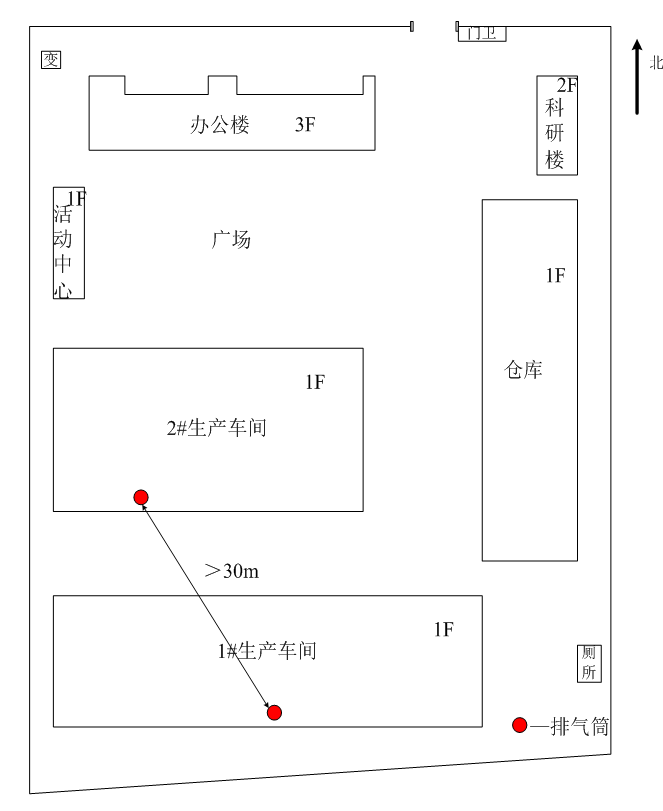 门卫
变
北
办公楼 3F
2F
科研楼
1F
活动中心
广场
1F
仓库
1F
2#生产车间
>30m
1F
1#生产车间
厕所
—排气筒